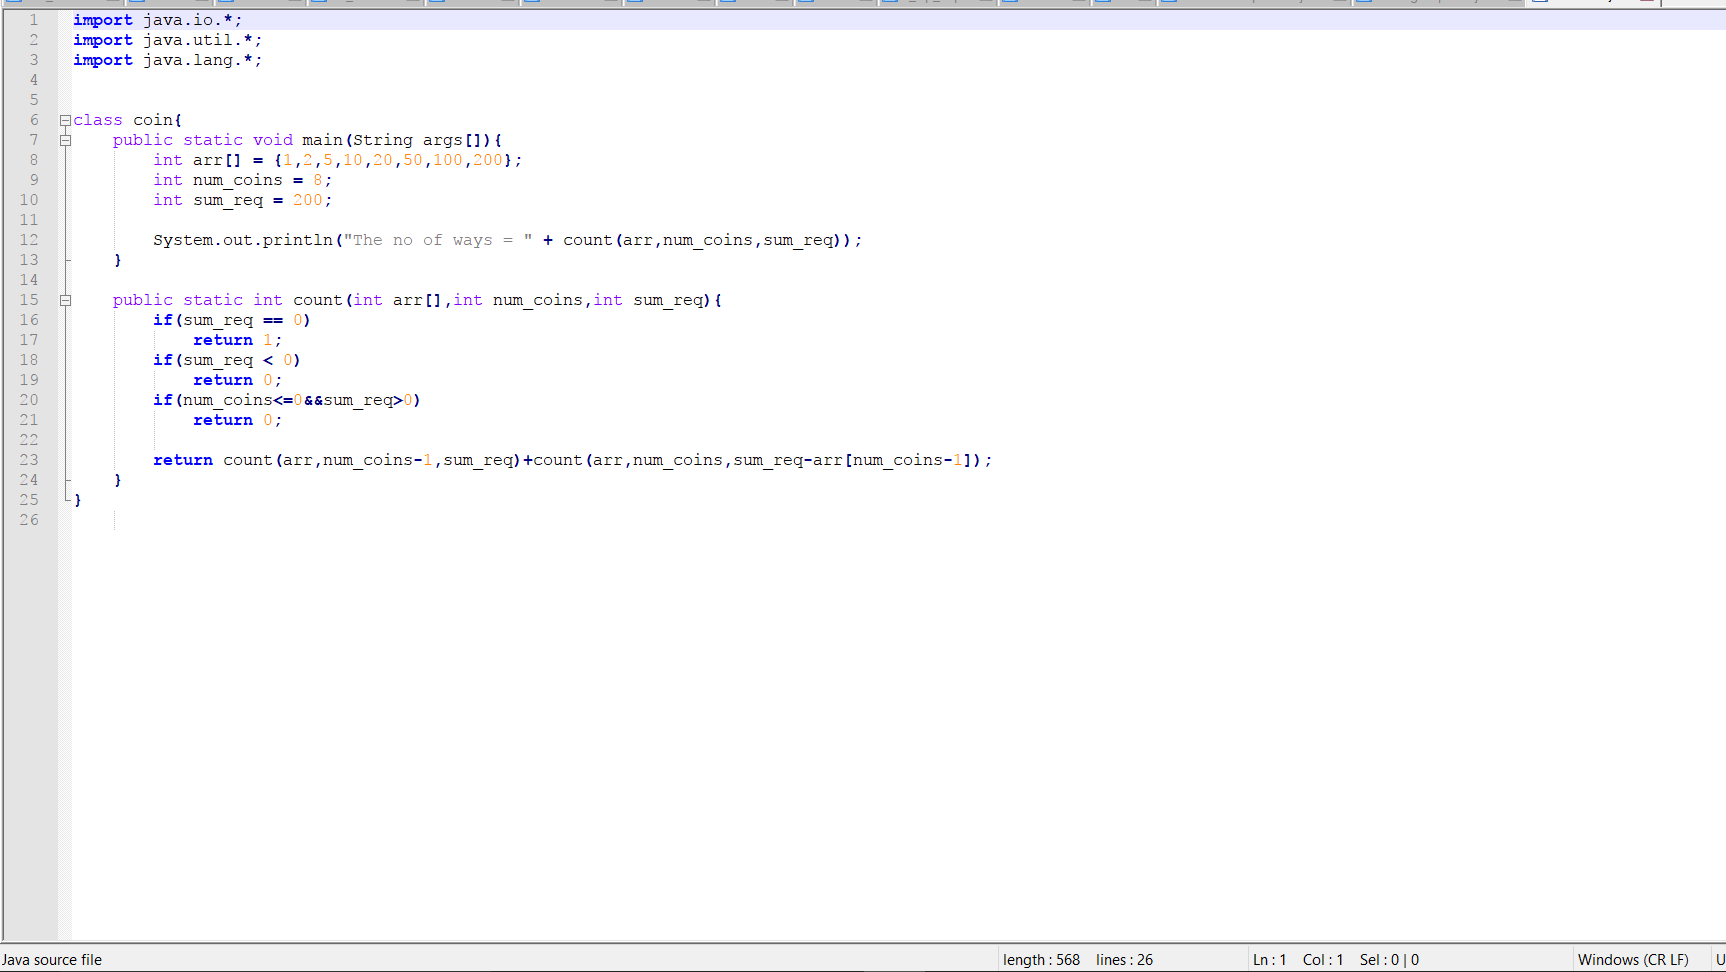 1 import java.io.*;
2 import java.util.*;
3 import java.lang.*;
4
5
6 class coin{
7 public static void main(String args[]){
8 int arr[] = {1,2,5,10,20,50,100,200};
9 int num_coins = 8;
10 int sum_req = 200;
11
12 System.out.println("The no of ways = " + count(arr,num_coins,sum_req));
13 }
14
15 public static int count(int arr[],int num_coins,int sum_req){
16 if(sum_req == 0)
17 return 1;
18 if(sum_req < 0)
19 return 0;
20 if(num_coins<=0&&sum_req>0)
21 return 0;
22
23 return count(arr,num_coins-1,sum_req)+count(arr,num_coins,sum_req-arr[num_coins-1]);
24 }
25 }
26
Java source file length : 568 lines : 26 Ln : 1 Col : 1 Sel : 0 | 0 Windows (CR LF) U